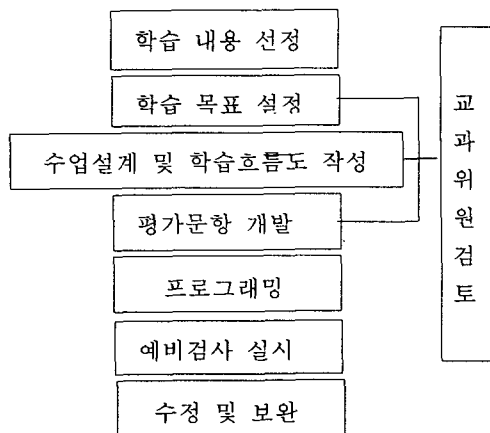 학습 내용 선정
학습 목표 설정
수업설계 및 학습흐름도 작성
평가문항 개발
프로그래밍
예비검사 실시
수정 및 보완
교과위원검토